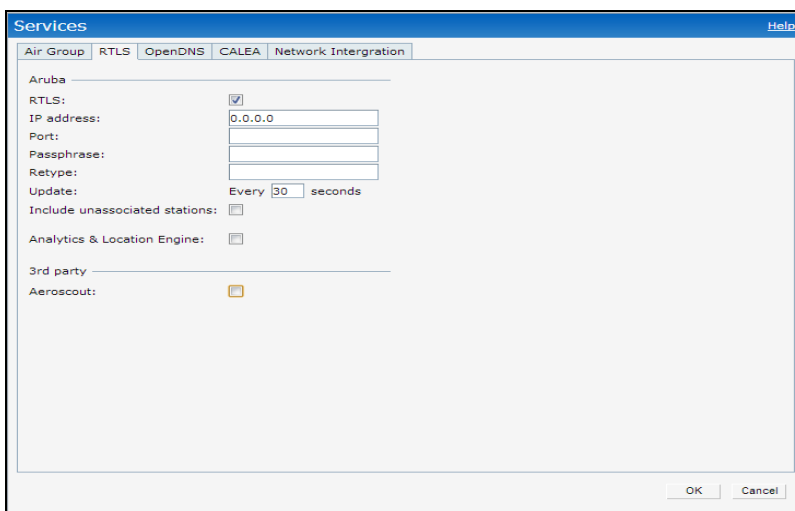 Services Help
Air Group RTLS OpenDNS CALEA Network Intergration
Aruba
RTLS:
IP address: 0.0.0.0
Port:
Passphrase:
Retype:
Update: Every 30 seconds
Include unassociated stations:
Analytics & Location Engine:
3rd party
Aeroscout:
OK Cancel